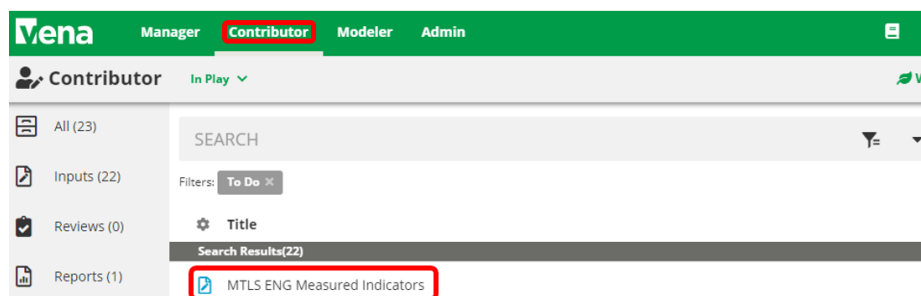 Vena Manager Contributor Modeler Admin
Contributor In Play
All (23)
SEARCH
Inputs (22)
Filters: To Do ×
Reviews (0)
Title
Search Results(22)
Reports (1)
MTLS ENG Measured Indicators